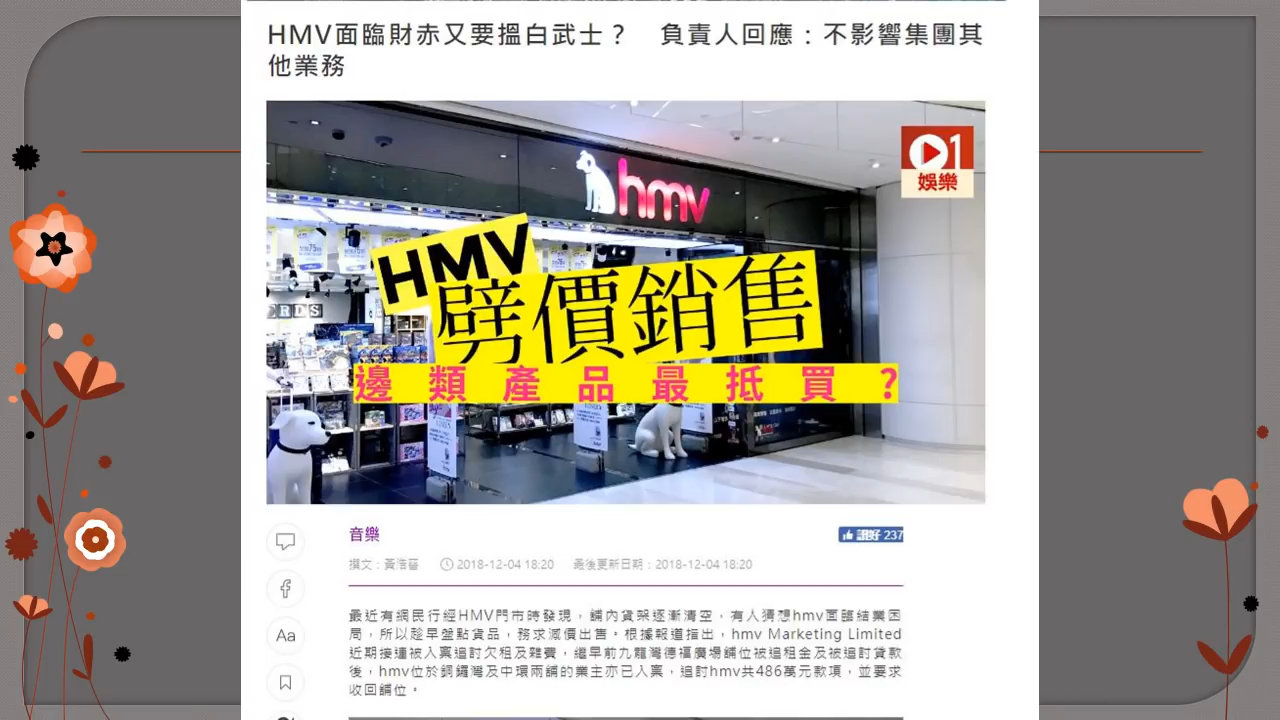 HMV面臨財赤又要搵白武士？　負責人回應：不影響集團其
他業務
01
娛樂
hmv
HMV
劈價銷售
邊類產品最抵買?
音樂
讚好 237
撰文：黃浩晉 2018-12-04 18:20 最後更新日期：2018-12-04 18:20
最近有網民行經HMV門市時發現，舖內貨架逐漸清空，有人猜想hmv面臨結業困
局，所以趁早盤點貨品，務求減價出售。根據報道指出，hmv Marketing Limited
近期接連被入稟追討欠租及雜費，繼早前九龍灣德福廣場舖位被追租金及被追討貸款
後，hmv位於銅鑼灣及中環兩舖的業主亦已入稟，追討hmv共486萬元款項，並要求
收回舖位。
Aa